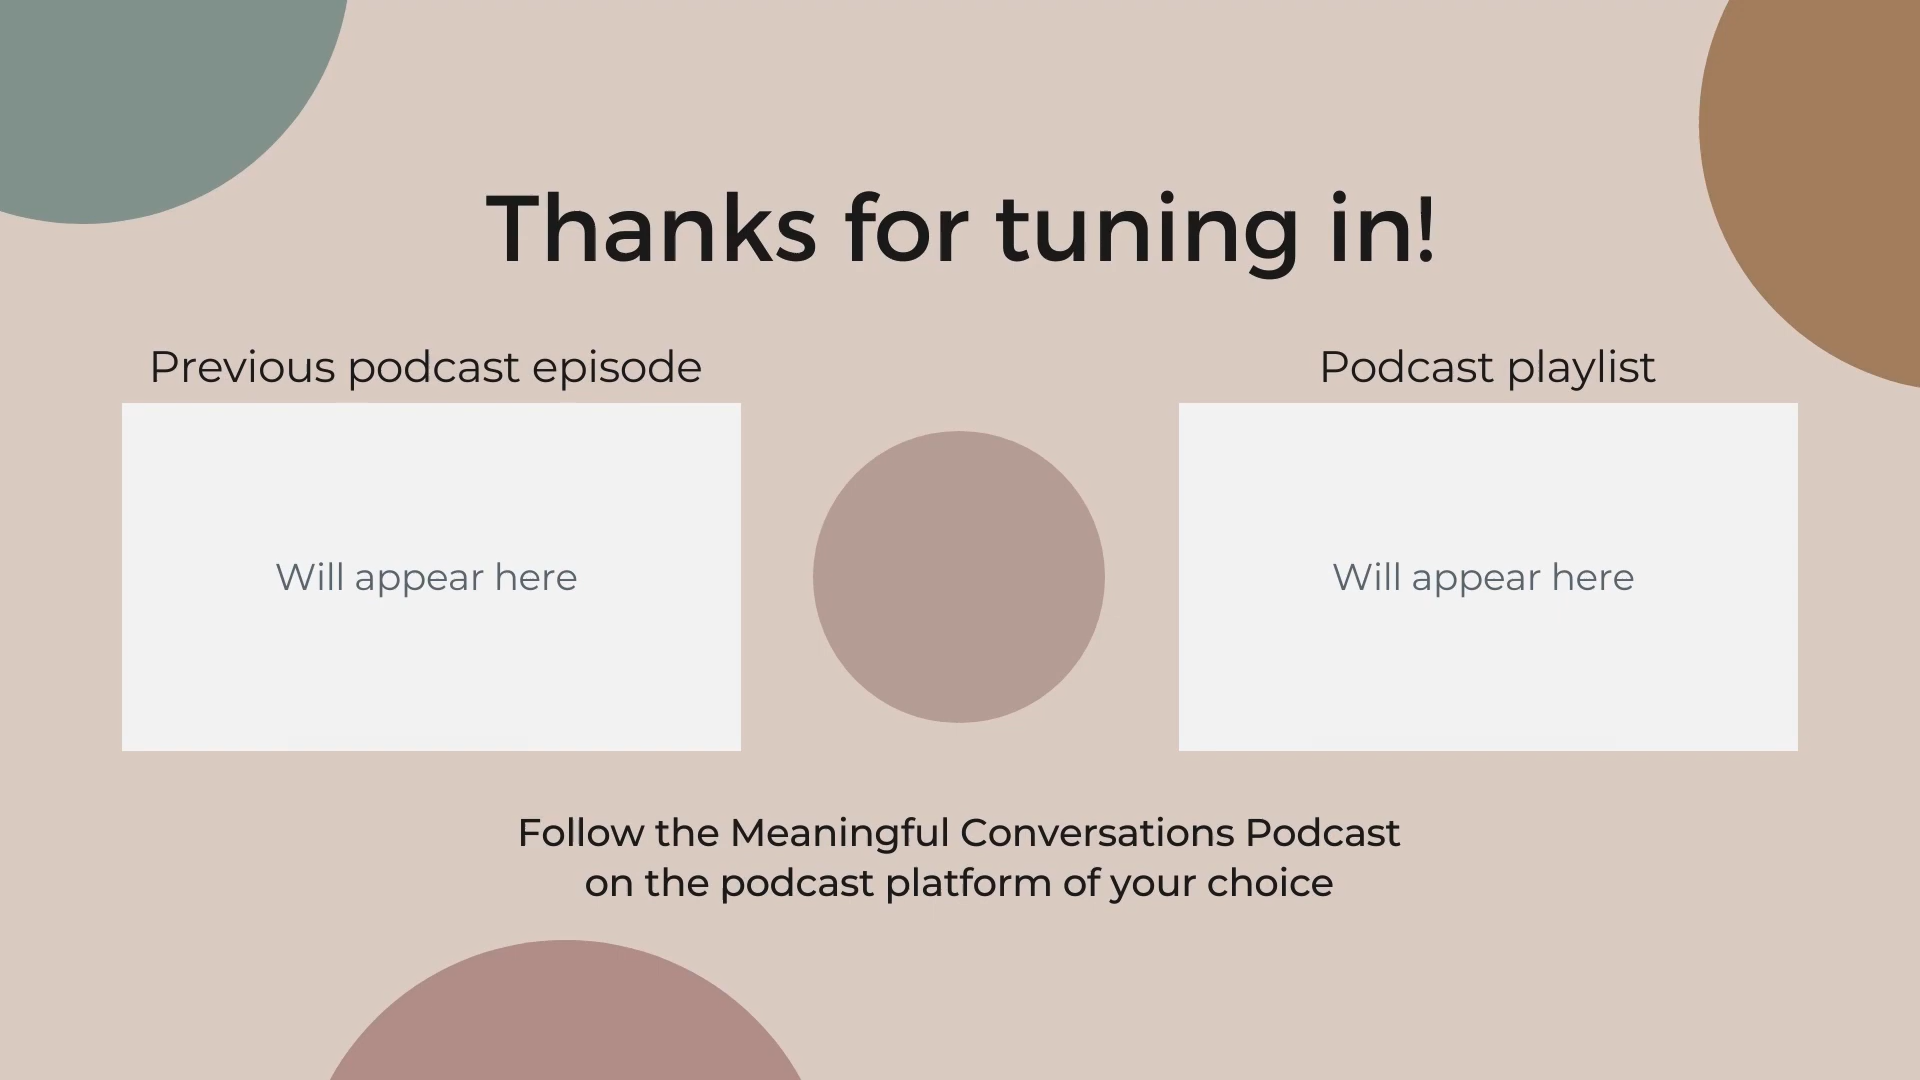 Thanks for tuning in!
Previous podcast episode
Podcast playlist
Will appear here
Will appear here
Follow the Meaningful Conversations Podcast
on the podcast platform of your choice